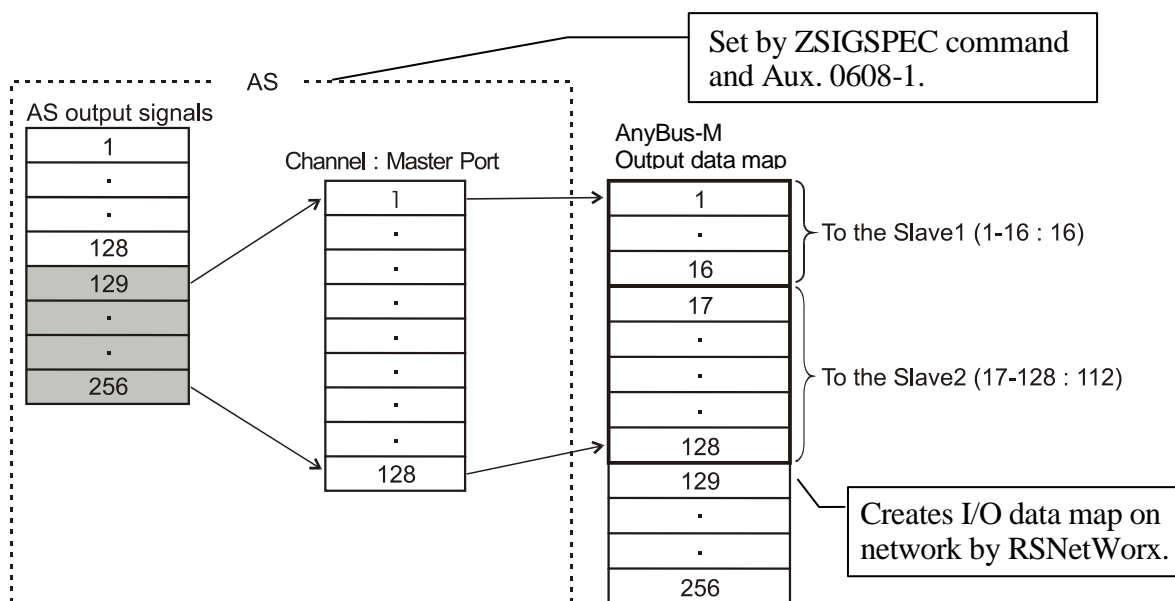 Set by ZSIGSPEC command
and Aux. 0608-1.
AS
AS output signals
1
.
.
128
129
.
.
256
Channel : Master Port
1
.
.
.
.
.
.
.
128
AnyBus-M
Output data map
1
.
16
17
.
.
.
128
129
.
.
256
To the Slave1 (1-16 : 16)
To the Slave2 (17-128 : 112)
Creates I/O data map on
network by RSNetWorx.